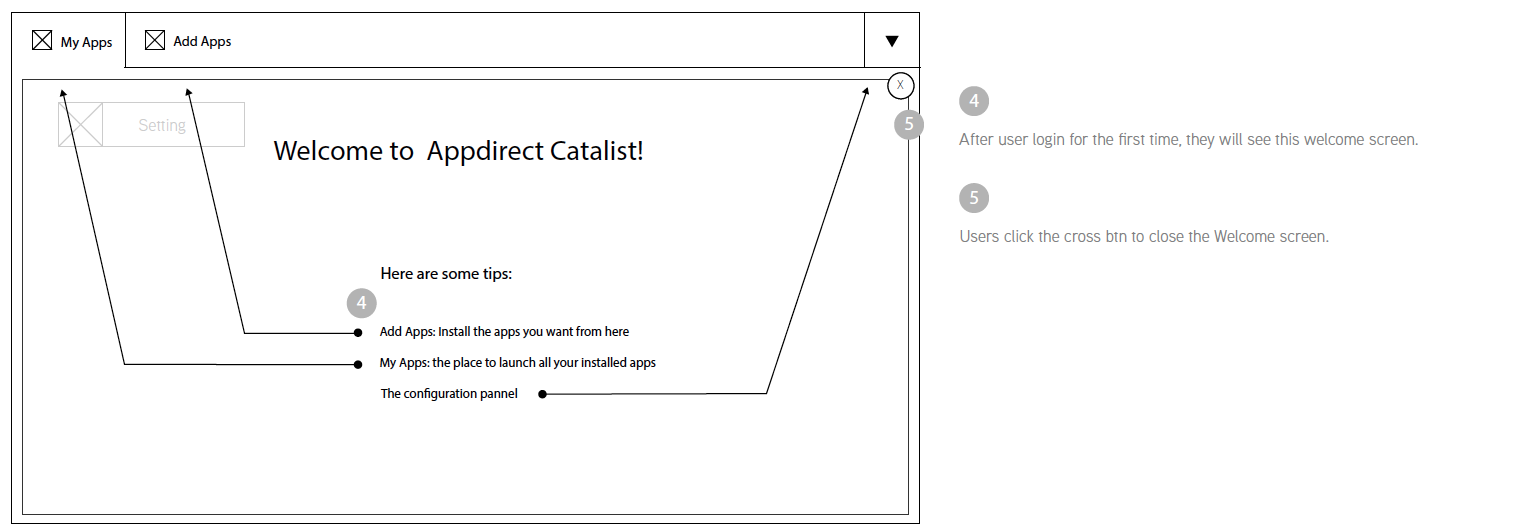 My Apps
Add Apps
▼
X
Setting
5
Welcome to Appdirect Catalist!
Here are some tips:
4
Add Apps: Install the apps you want from here
My Apps: the place to launch all your installed apps
The configuration pannel
4
After user login for the first time, they will see this welcome screen.
5
Users click the cross btn to close the Welcome screen.